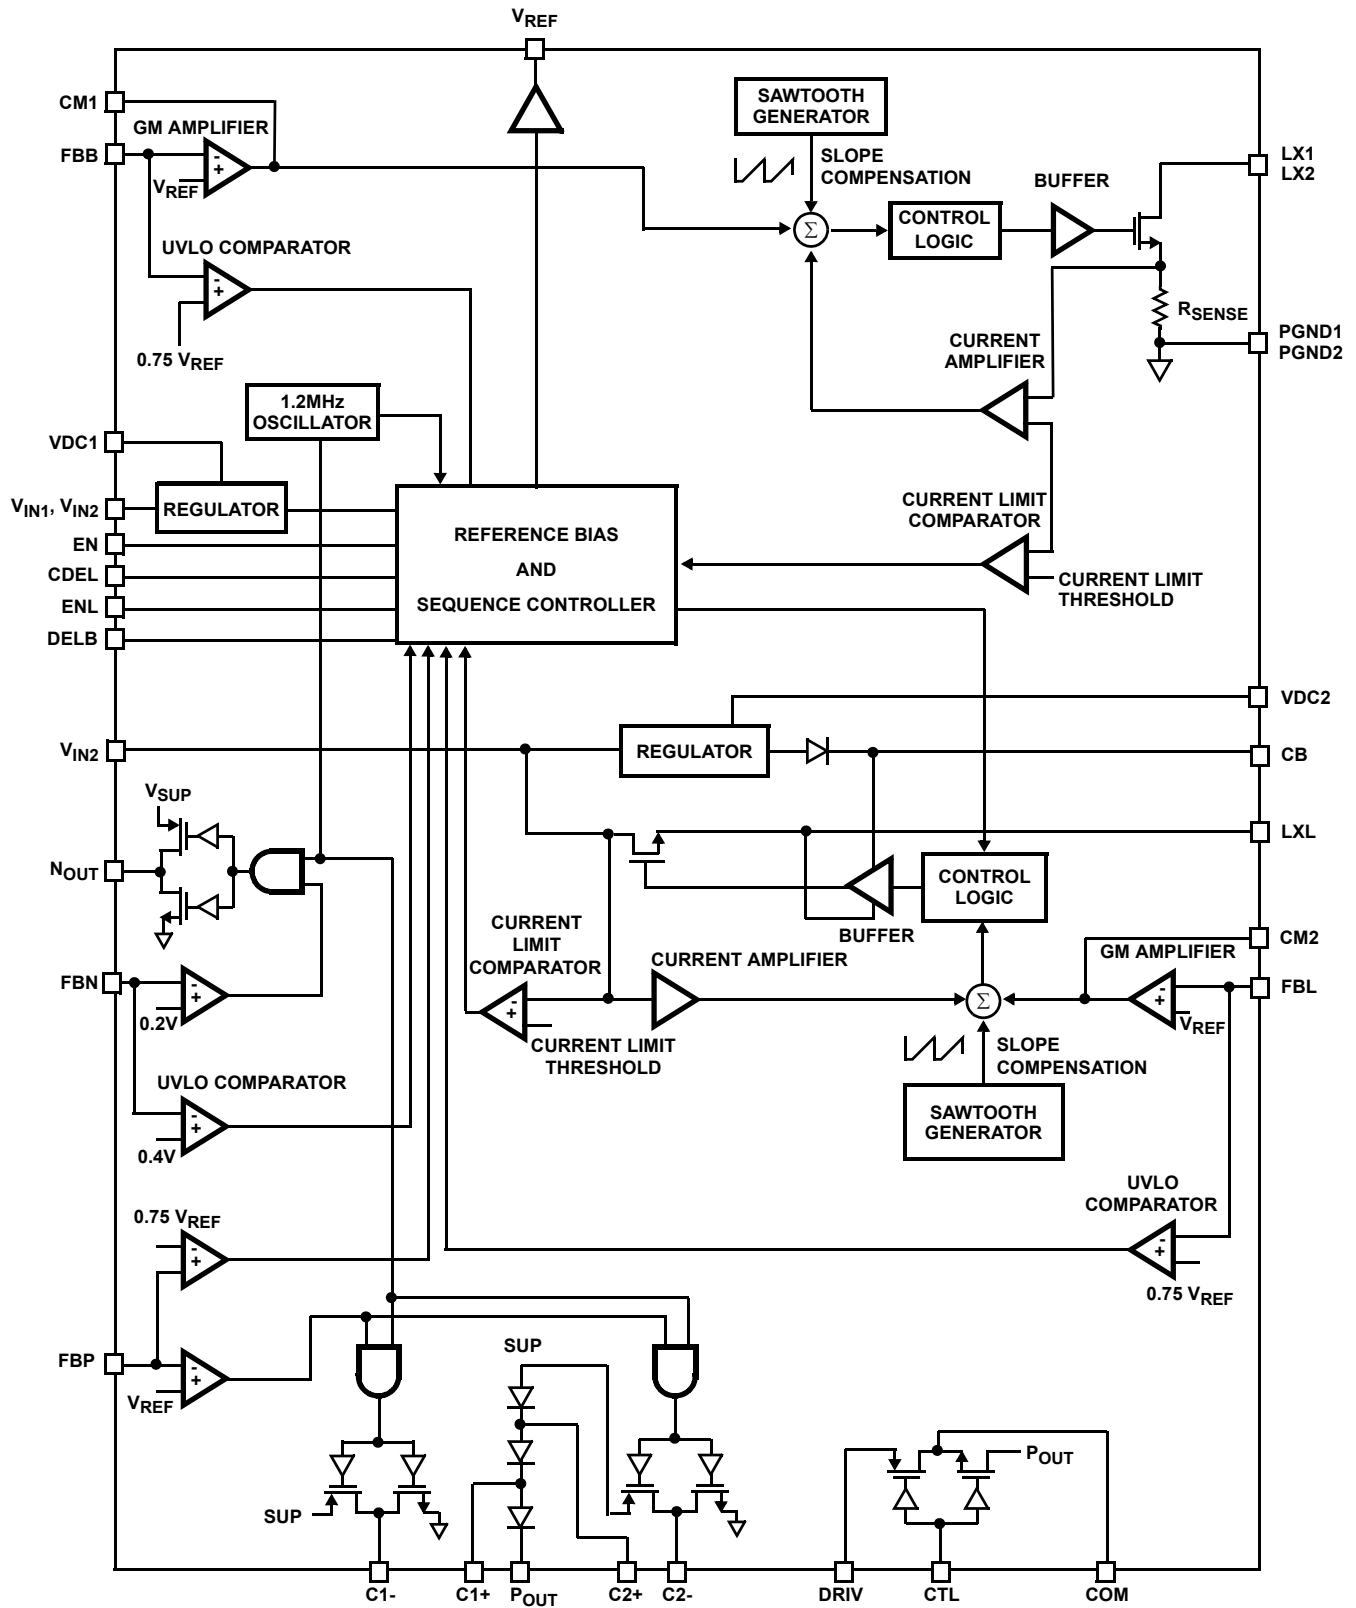 VREF
CM1
GM AMPLIFIER
FBB
-
+
VREF
UVLO COMPARATOR
-
+
0.75 VREF
SAWTOOTH
GENERATOR
SLOPE
COMPENSATION
Σ
CONTROL
LOGIC
BUFFER
LX1
LX2
RSENSE
PGND1
PGND2
CURRENT
AMPLIFIER
1.2MHz
OSCILLATOR
VDC1
VIN1, VIN2
REGULATOR
EN
CDEL
ENL
DELB
REFERENCE BIAS
AND
SEQUENCE CONTROLLER
CURRENT LIMIT
COMPARATOR
CURRENT LIMIT
THRESHOLD
VDC2
VIN2
REGULATOR
CB
VSUP
NOUT
LXL
CONTROL
LOGIC
BUFFER
CURRENT
LIMIT
COMPARATOR
-
+
CURRENT LIMIT
THRESHOLD
CURRENT AMPLIFIER
CM2
GM AMPLIFIER
-
+
VREF
FBL
Σ
SLOPE
COMPENSATION
SAWTOOTH
GENERATOR
FBN
-
+
0.2V
UVLO COMPARATOR
-
+
0.4V
UVLO
COMPARATOR
-
+
0.75 VREF
0.75 VREF
-
+
FBP
-
+
VREF
SUP
SUP
POUT
C1-
C1+
POUT
C2+
C2-
DRIV
CTL
COM